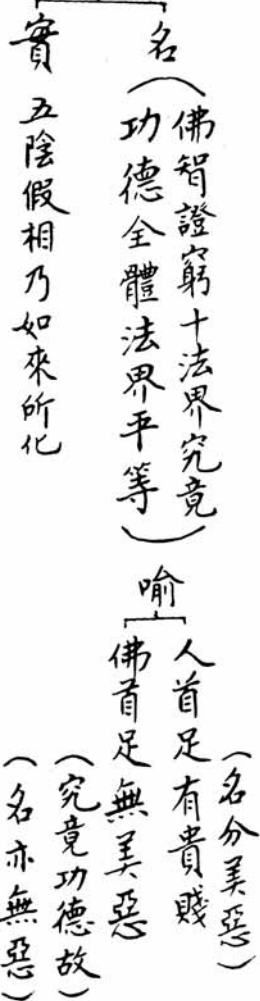 名（佛智證窮十法界究竟
功德全體法界平等）
喻
人首足有貴賤
（名分美惡）
佛首足無美惡
（究竟功德故）
（名亦無惡）
實 五陰假相乃如來所化